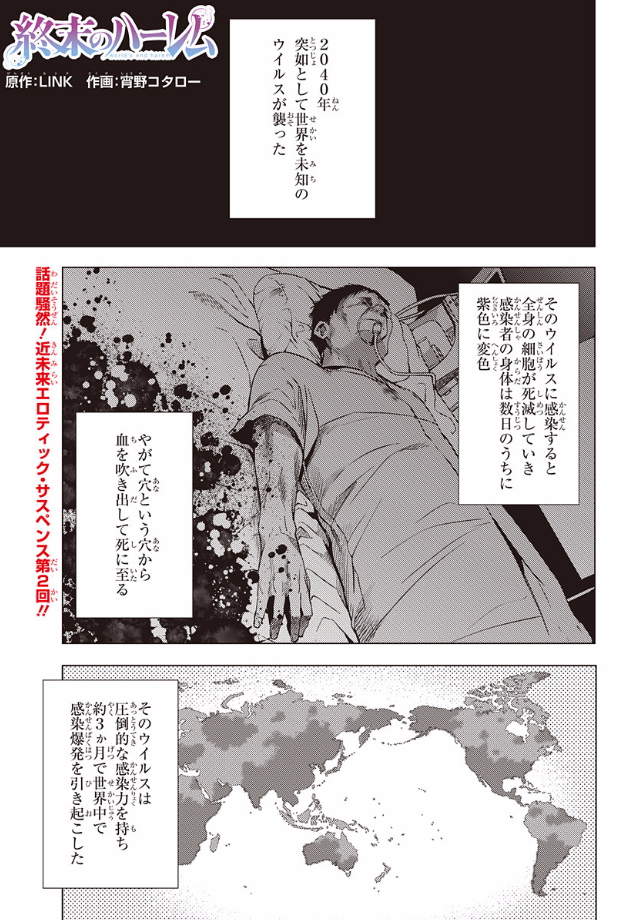 終末のハーレム
原作：LINK　作画：宵野コタロー
2040年
突如として世界を未知の
ウイルスが襲った
そのウイルスに感染すると
全身の細胞が死滅していき
感染者の身体は数日のうちに
紫色に変色
やがて穴という穴から
血を吹き出して死に至る
話題騒然！近未来エロティック・サスペンス第2回!!
そのウイルスは
圧倒的な感染力を持ち
約3ヵ月で世界中で
感染爆発を引き起こした